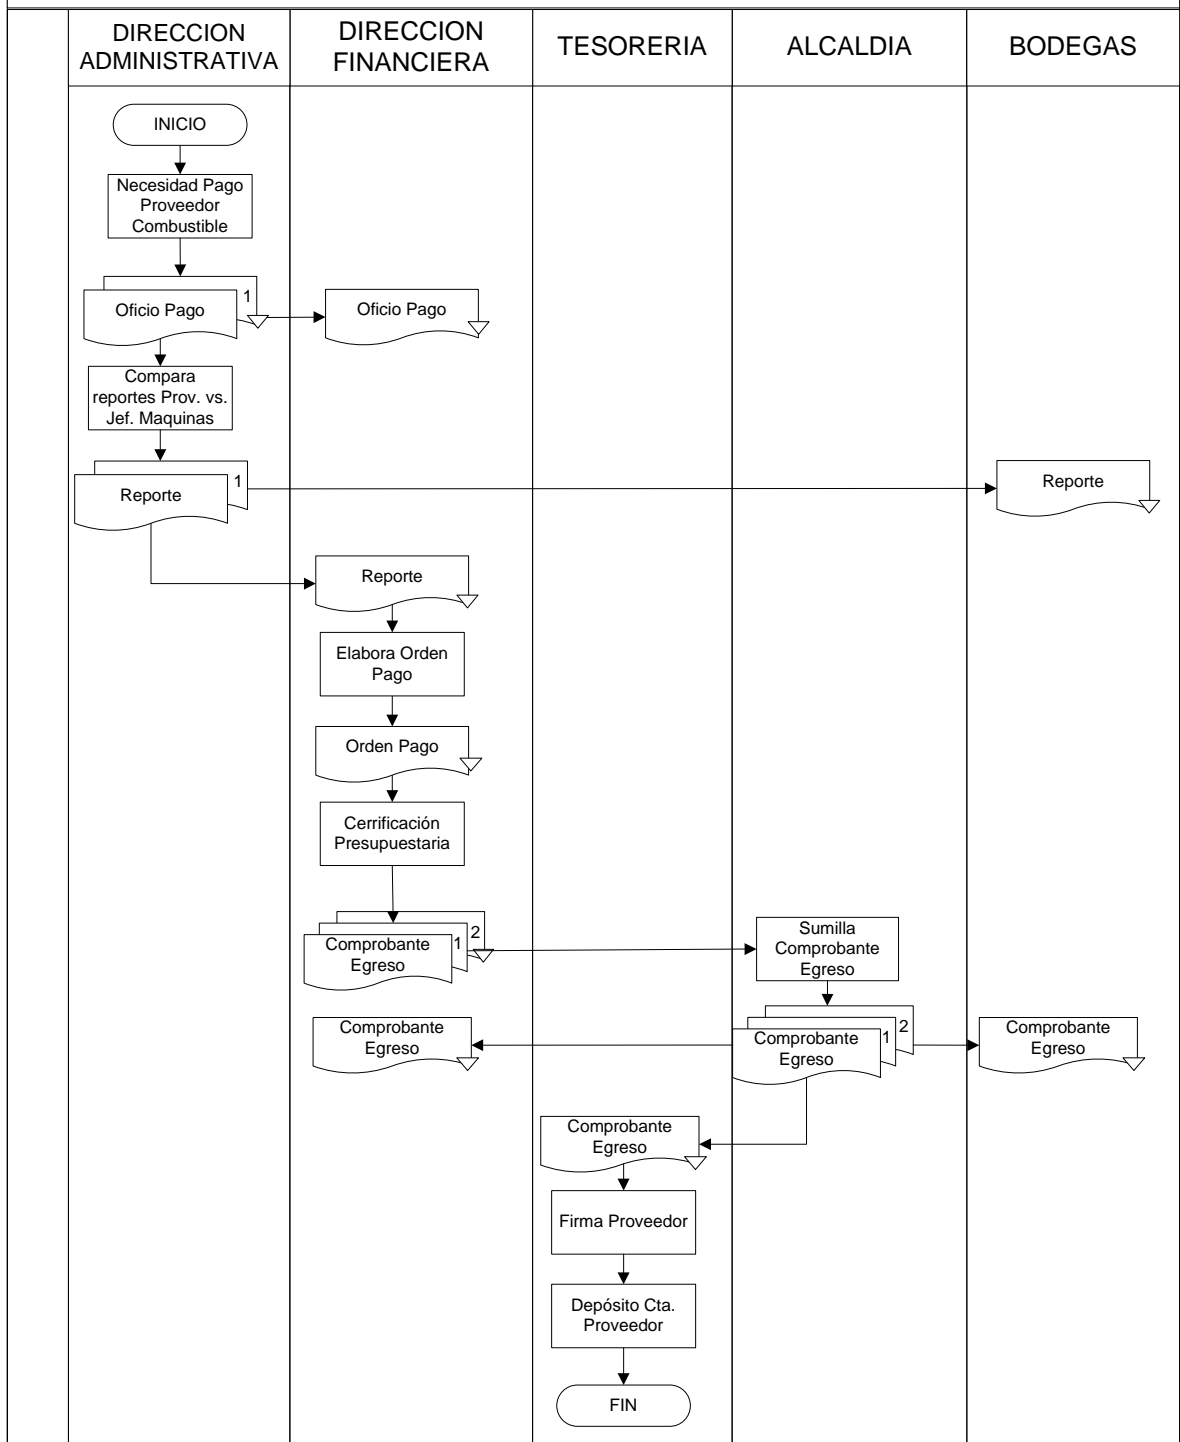 DIRECCION
ADMINISTRATIVA
DIRECCION
FINANCIERA
TESORERIA
ALCALDIA
BODEGAS
INICIO
Necesidad Pago
Proveedor
Combustible
Oficio Pago
1
Oficio Pago
Compara
reportes Prov. vs.
Jef. Maquinas
Reporte
1
Reporte
Reporte
Elabora Orden
Pago
Orden Pago
Cerrificación
Presupuestaria
Comprobante
Egreso
1
2
Sumilla
Comprobante
Egreso
Comprobante
Egreso
Comprobante
Egreso
1
2
Comprobante
Egreso
Comprobante
Egreso
Firma Proveedor
Depósito Cta.
Proveedor
FIN